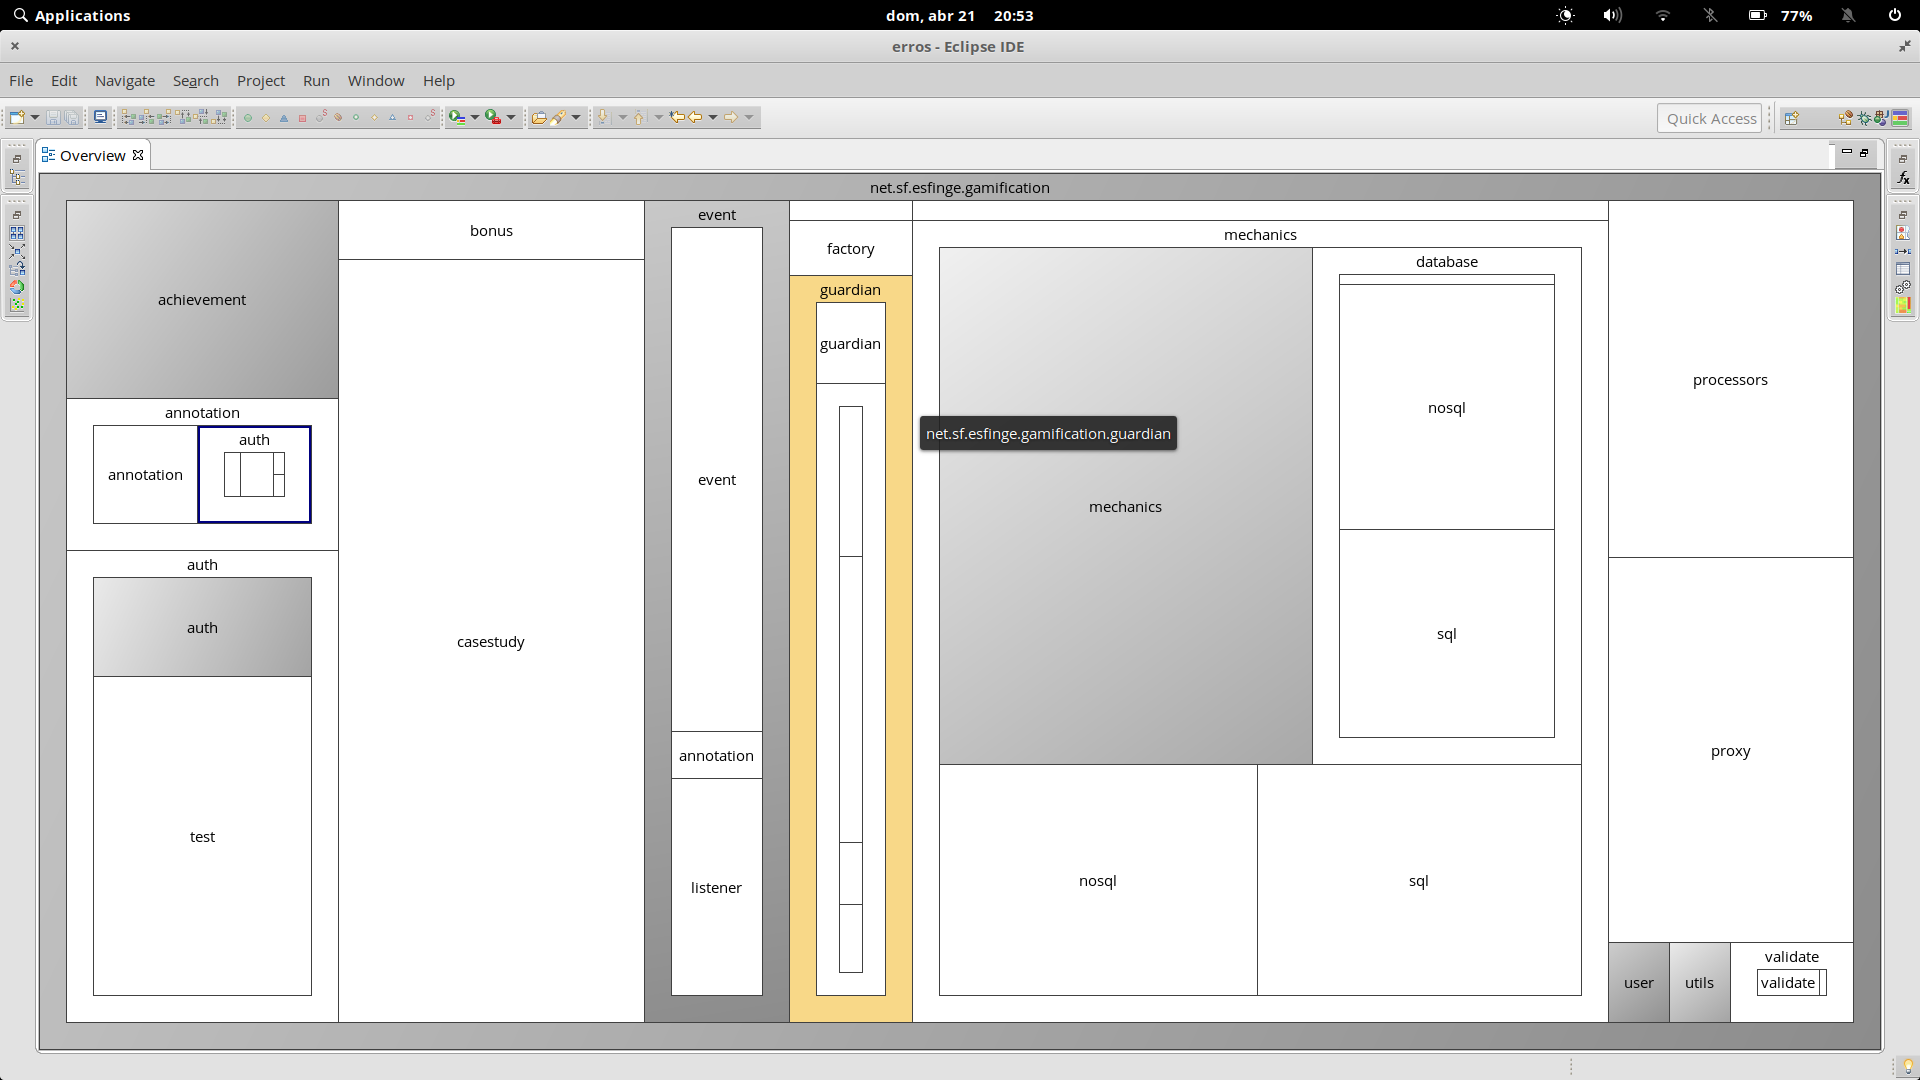 Applications
dom, abr 21 20:53
77%
erros - Eclipse IDE
File Edit Navigate Search Project Run Window Help
Quick Access
Overview
net.sf.esfinge.gamification
achievement
annotation
annotation
auth
auth
auth
test
bonus
casestudy
event
event
annotation
listener
factory
guardian
guardian
net.sf.esfinge.gamification.guardian
mechanics
mechanics
database
nosql
sql
nosql
sql
processors
proxy
user
utils
validate
validate